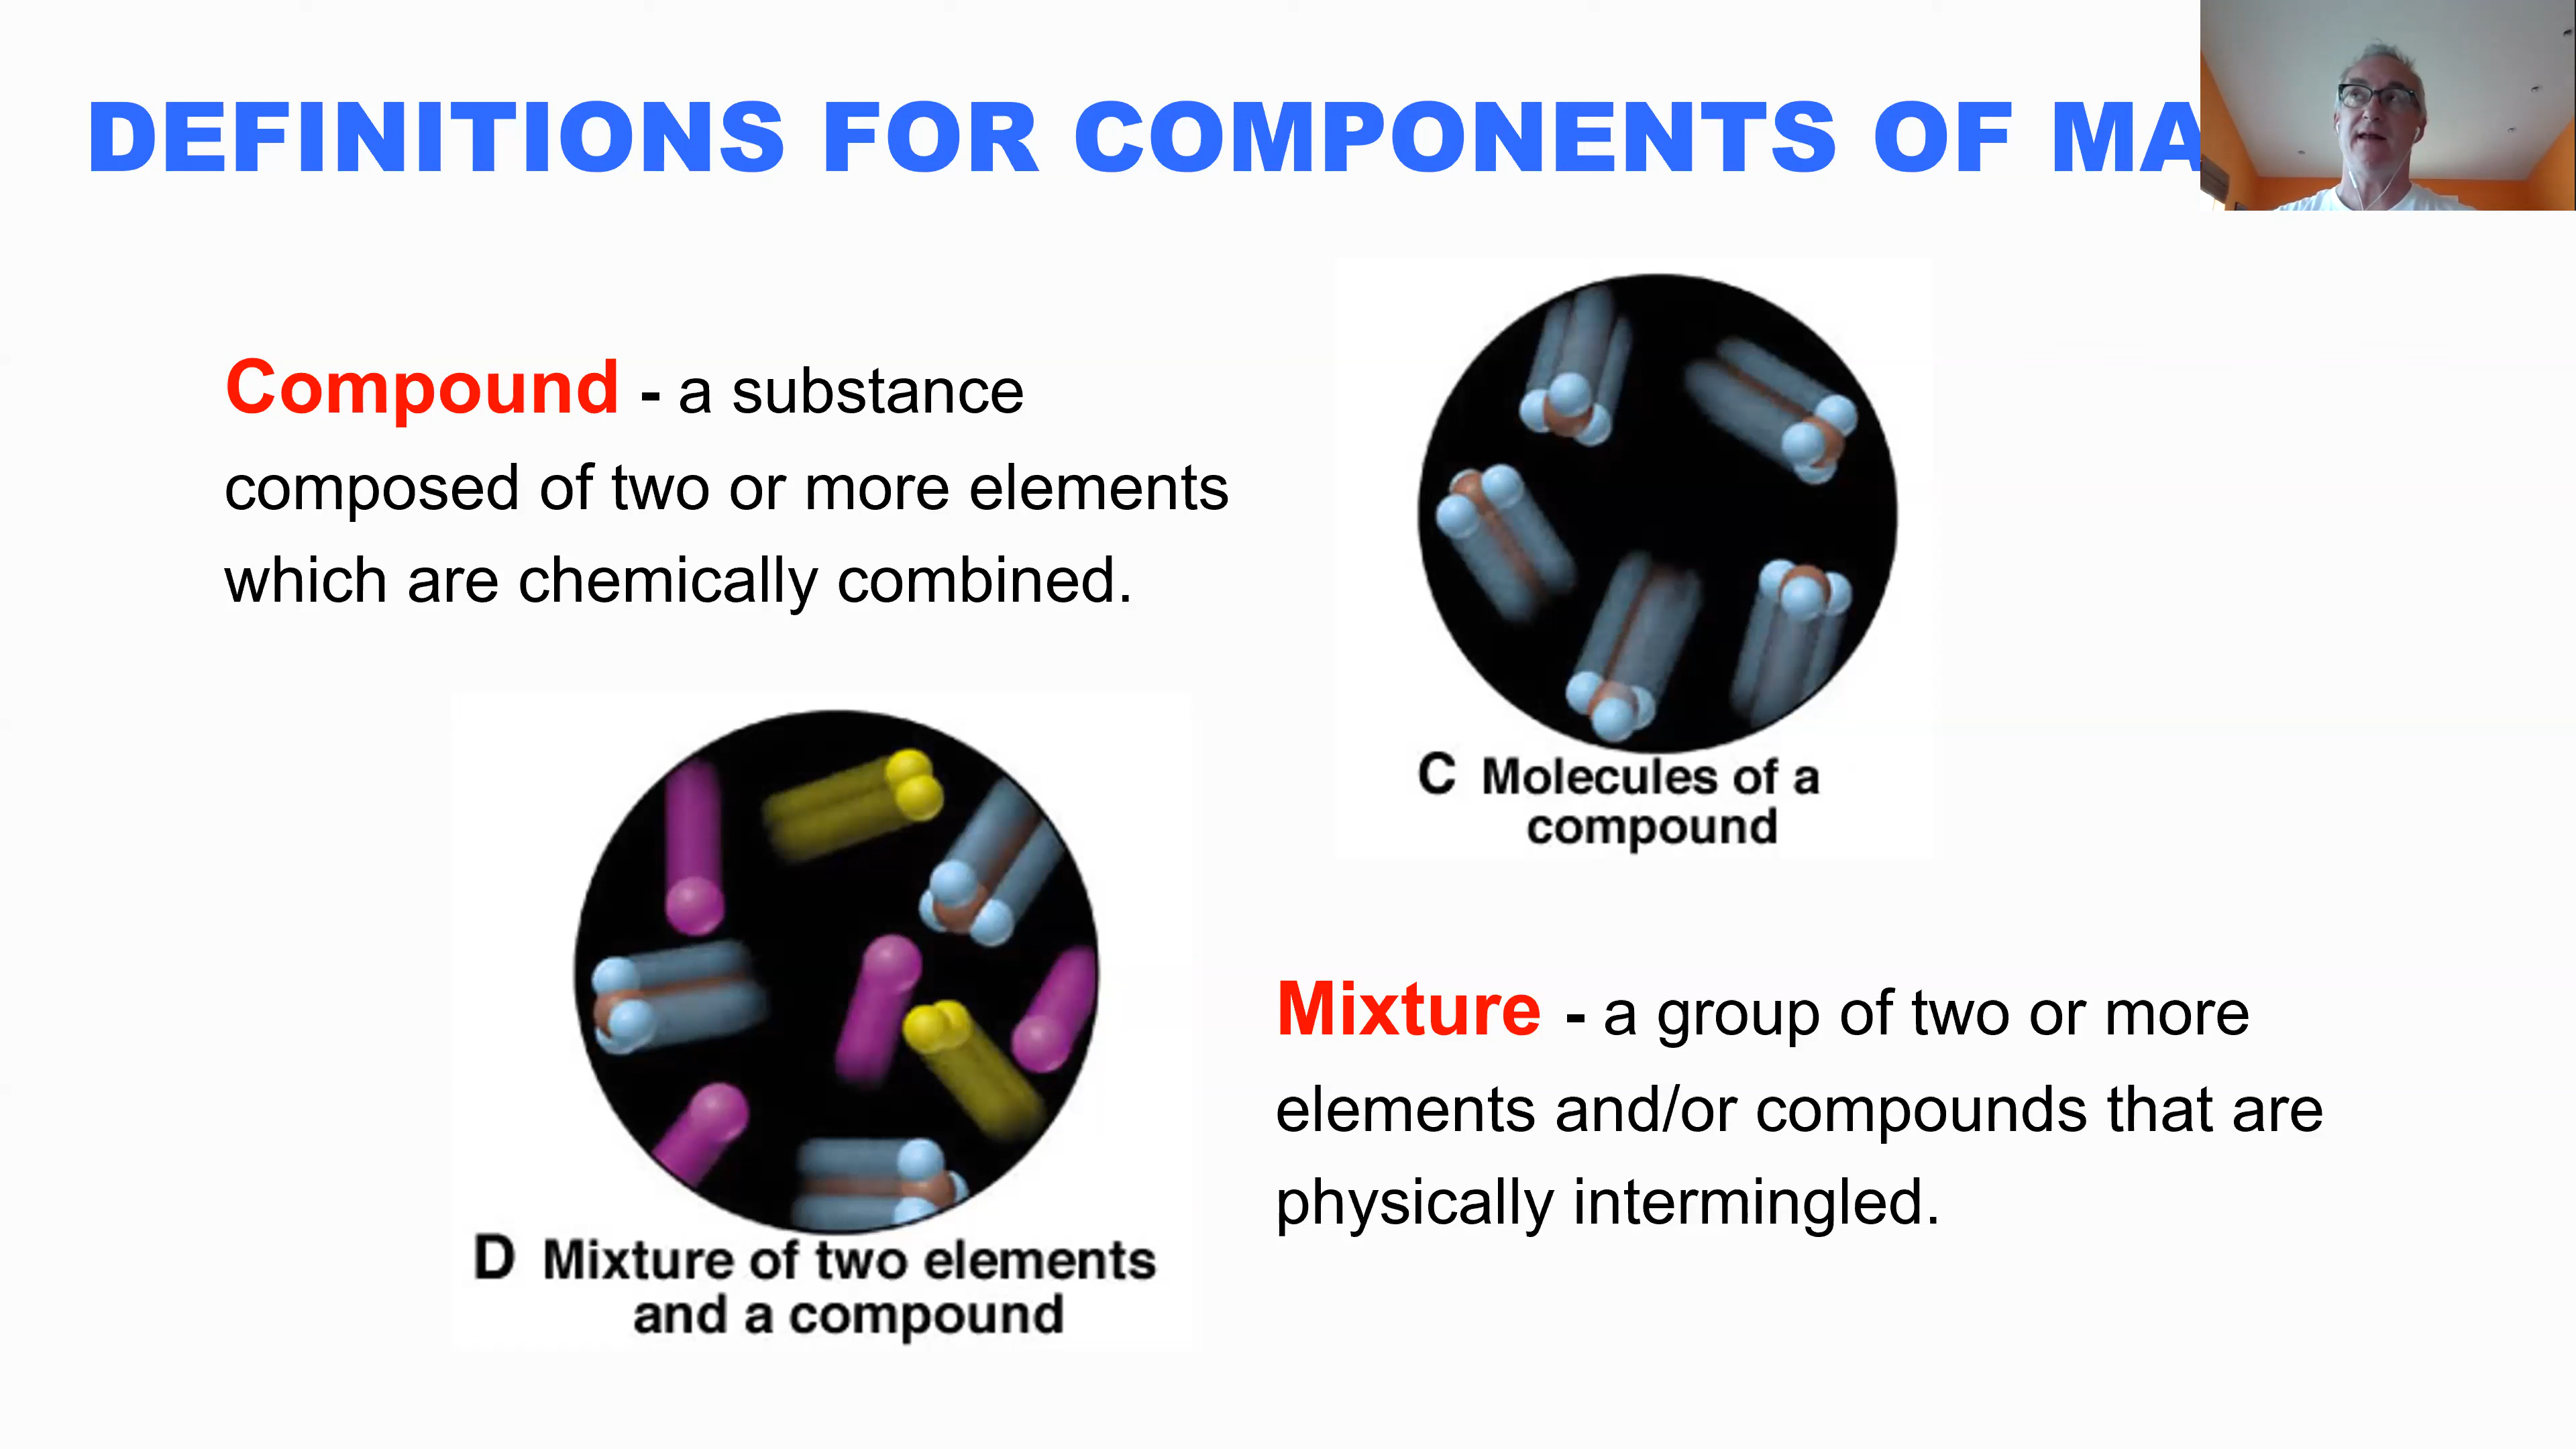 DEFINITIONS FOR COMPONENTS OF
Compound - a substance
composed of two or more elements
which are chemically combined.
C Molecules of a
compound
D Mixture of two elements
and a compound
Mixture - a group of two or more
elements and/or compounds that are
physically intermingled.